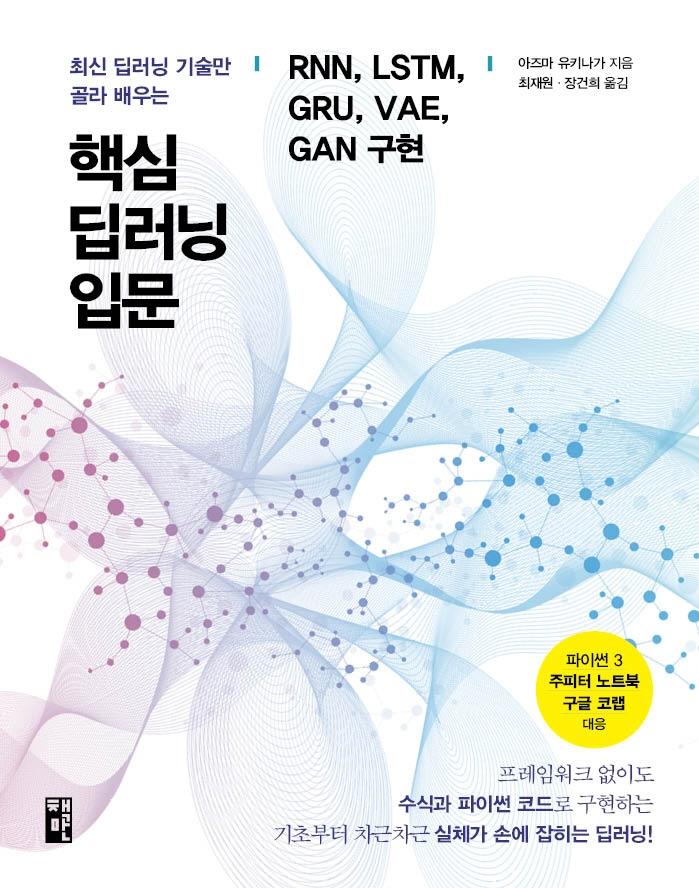 최신 딥러닝 기술만
골라 배우는
핵심
딥러닝
입문
RNN, LSTM,
GRU, VAE,
GAN 구현
아즈마 유키나가 지음
최재원 · 장건희 옮김
파이썬 3
주피터 노트북
구글 코랩
대응
프레임워크 없이도
수식과 파이썬 코드로 구현하는
기초부터 차근차근 실체가 손에 잡히는 딥러닝!
책만